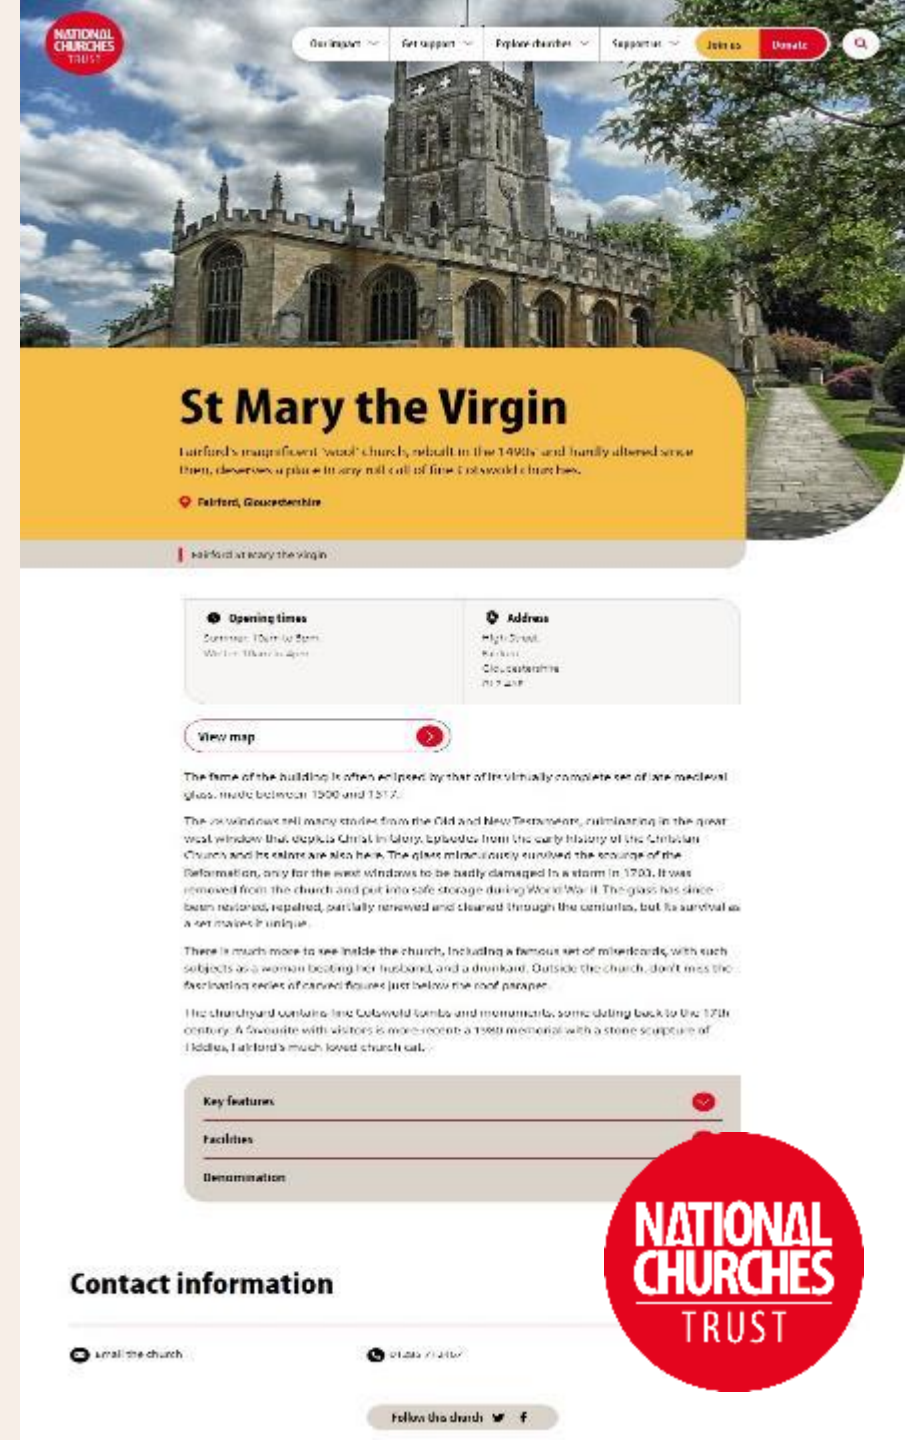 NATIONAL
CHURCHES
TRUST
Our impact
Get support
Explore churches
Support us
Join us
Donate
St Mary the Virgin
Fairford's magnificent 'wool' church, rebuilt in the 1490s and hardly altered since
then, deserves a place in any roll call of fine Cotswold churches.
Fairford, Gloucestershire
Fairford St Mary the Virgin
Opening times
Summer: 10am to 5pm
Winter: 10am to 4pm
Address
High Street
Fairford
Gloucestershire
View map
The fame of the building is often eclipsed by that of its virtually complete set of late medieval
glass, made between 1500 and 1517.
The 28 windows tell many stories from the Old and New Testaments, culminating in the great
west window that depicts Christ in Glory. Episodes from the early history of the Christian
Church and its saints are also here. The glass miraculously survived the scourge of the
Reformation, only for the west windows to be badly damaged in a storm in 1703. It was
removed from the church and put into safe storage during World War II. The glass has since
been restored, repaired, partially renewed and cleaned through the centuries, but its survival as
a set makes it unique.
There is much more to see inside the church, including a famous set of misericords, with such
subjects as a woman beating her husband, and a drunkard. Outside the church, don't miss the
fascinating series of carved figures just below the roof parapet.
The churchyard contains fine Cotswold tombs and monuments, some dating back to the 17th
century. A favourite with visitors is more recent: a 1980 memorial with a stone sculpture of
Tiddles, Fairford's much loved church cat.
Key features
Facilities
Denomination
NATIONAL
CHURCHES
TRUST
Contact information
Email the church
Follow this church